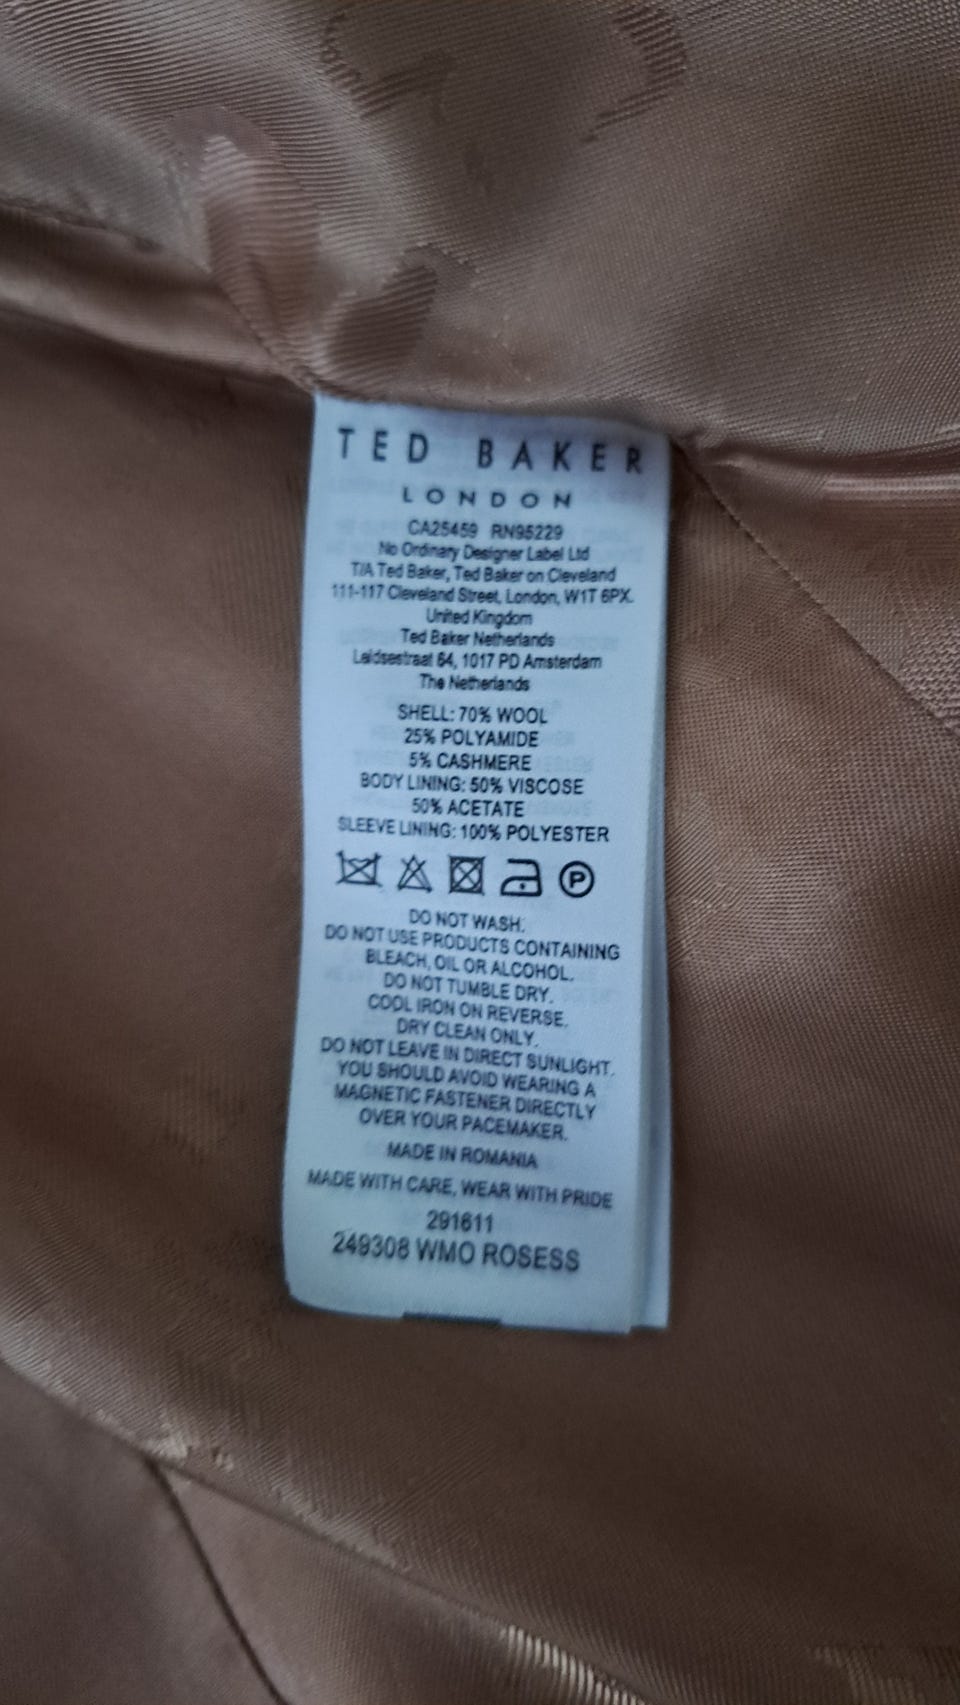 TED BAKER
LONDON
CA25459 RN95229
No Ordinary Designer Label Ltd
T/A Ted Baker, Ted Baker on Cleveland
111-117 Cleveland Street, London, W1T 6PX.
United Kingdom
Ted Baker Netherlands
Leidsestraat 64, 1017 PD Amsterdam
The Netherlands
SHELL: 70% WOOL
25% POLYAMIDE
5% CASHMERE
BODY LINING: 50% VISCOSE
50% ACETATE
SLEEVE LINING: 100% POLYESTER
P
DO NOT WASH.
DO NOT USE PRODUCTS CONTAINING
BLEACH, OIL OR ALCOHOL.
DO NOT TUMBLE DRY.
COOL IRON ON REVERSE.
DRY CLEAN ONLY.
DO NOT LEAVE IN DIRECT SUNLIGHT.
YOU SHOULD AVOID WEARING A
MAGNETIC FASTENER DIRECTLY
OVER YOUR PACEMAKER.
MADE IN ROMANIA
MADE WITH CARE, WEAR WITH PRIDE
291611
249308 WMO ROSESS